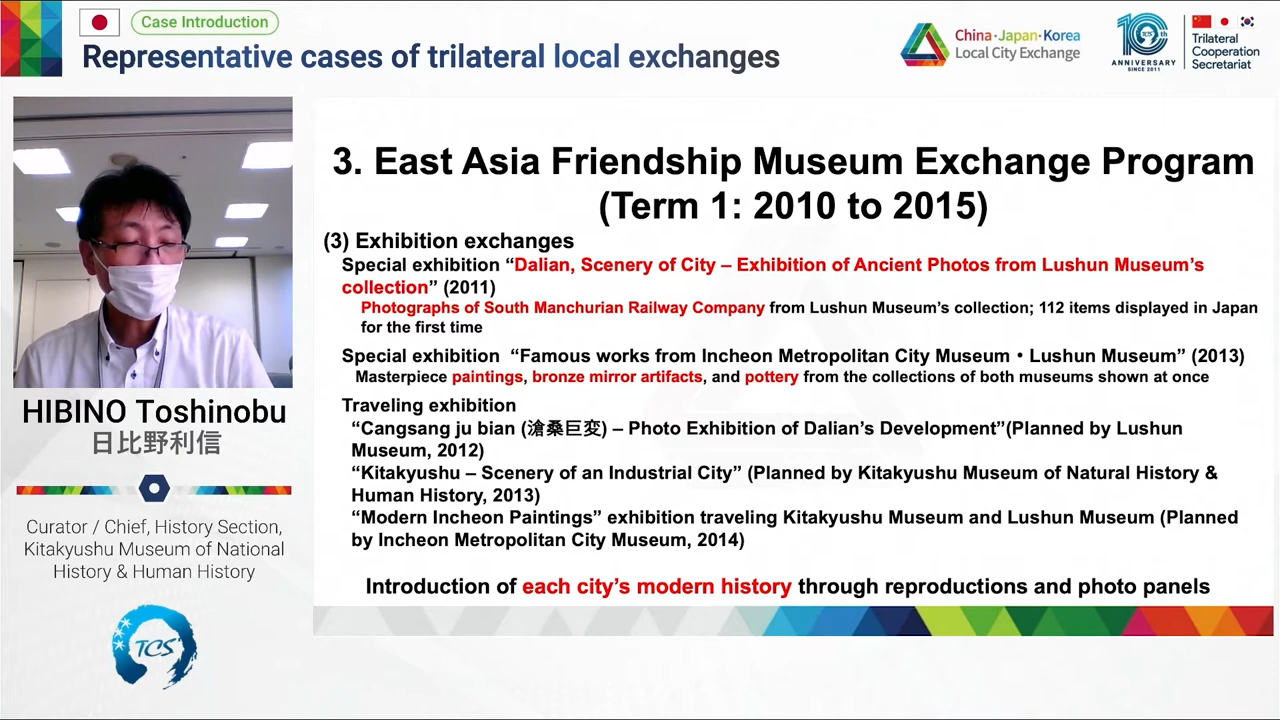 Case Introduction
Representative cases of trilateral local exchanges
China·Japan·Korea
Local City Exchange
10th
TCS
ANNIVERSARY
SINCE 2011
Trilateral
Cooperation
Secretariat
3. East Asia Friendship Museum Exchange Program
(Term 1: 2010 to 2015)
(3) Exhibition exchanges
Special exhibition “Dalian, Scenery of City – Exhibition of Ancient Photos from Lushun Museum’s
collection” (2011)
Photographs of South Manchurian Railway Company from Lushun Museum’s collection; 112 items displayed in Japan
for the first time
Special exhibition “Famous works from Incheon Metropolitan City Museum・Lushun Museum” (2013)
Masterpiece paintings, bronze mirror artifacts, and pottery from the collections of both museums shown at once
Traveling exhibition
“Cangsang ju bian (滄桑巨変) – Photo Exhibition of Dalian’s Development”(Planned by Lushun
Museum, 2012)
“Kitakyushu – Scenery of an Industrial City” (Planned by Kitakyushu Museum of Natural History &
Human History, 2013)
“Modern Incheon Paintings” exhibition traveling Kitakyushu Museum and Lushun Museum (Planned
by Incheon Metropolitan City Museum, 2014)
Introduction of each city’s modern history through reproductions and photo panels
HIBINO Toshinobu
日比野利信
Curator / Chief, History Section,
Kitakyushu Museum of National
History & Human History
TCS